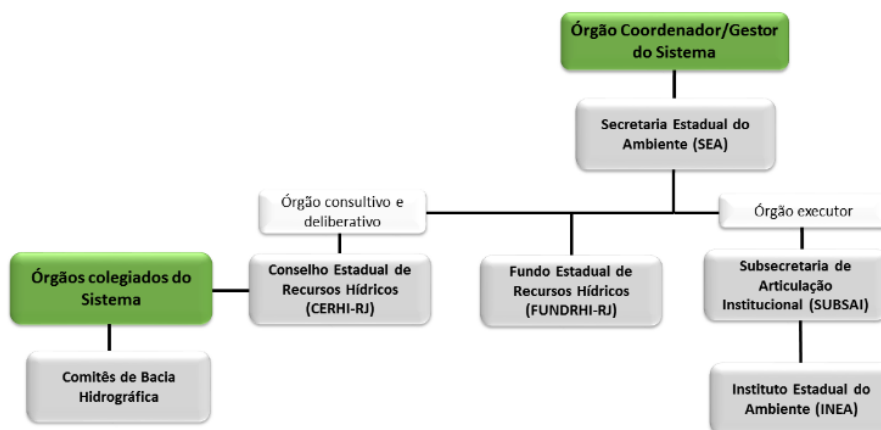 Órgão Coordenador/Gestor
do Sistema
Secretaria Estadual do
Ambiente (SEA)
Órgão consultivo e
deliberativo
Órgão executor
Órgãos colegiados do
Sistema
Conselho Estadual de
Recursos Hídricos
(CERHI-RJ)
Fundo Estadual de
Recursos Hídricos
(FUNDRHI-RJ)
Subsecretaria de
Articulação
Institucional (SUBSAI)
Comitês de Bacia
Hidrográfica
Instituto Estadual do
Ambiente (INEA)